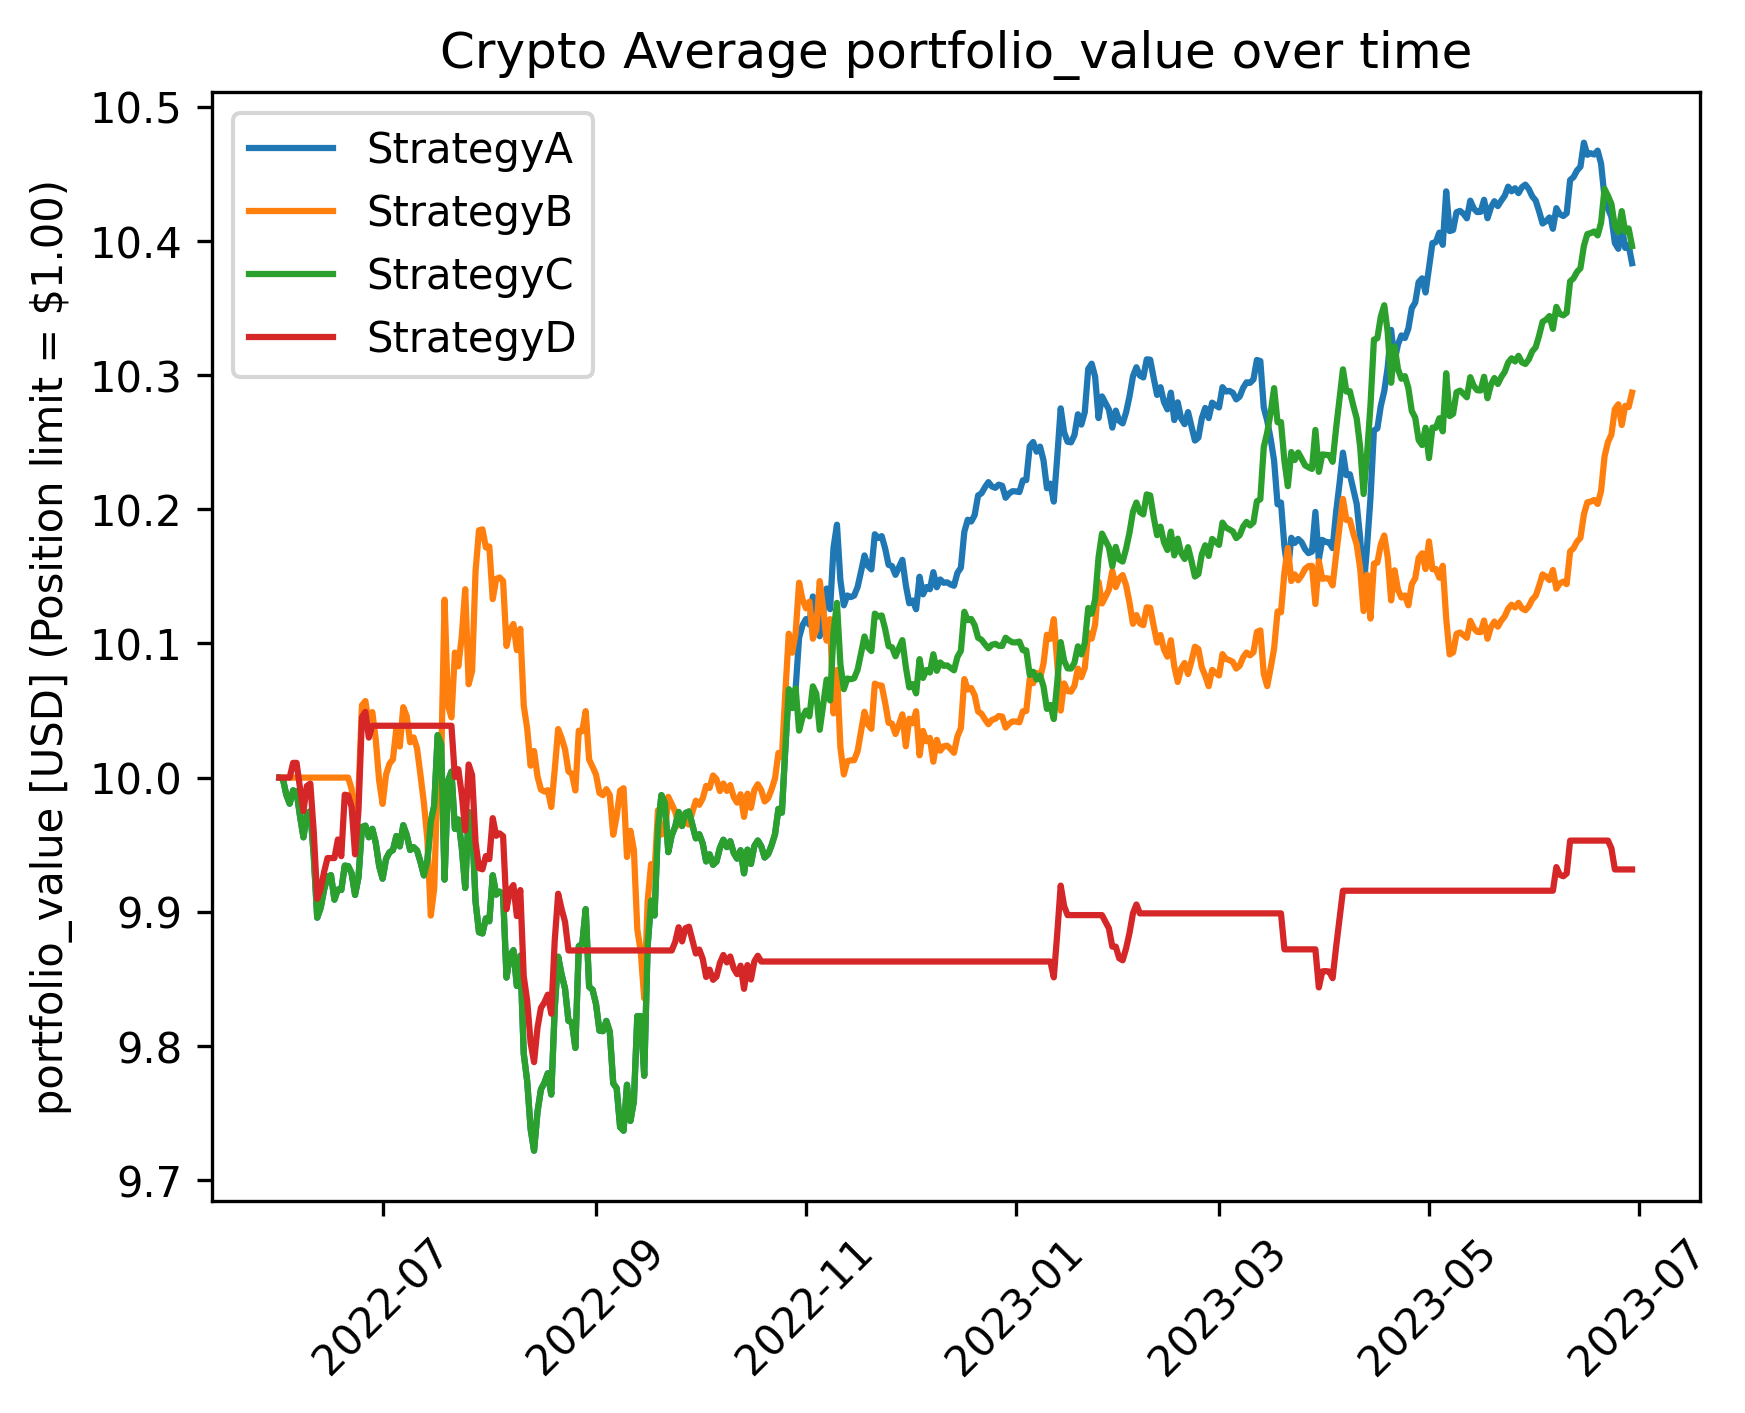 Crypto Average portfolio_value over time
portfolio_value [USD] (Position limit = $1.00)
10.5
10.4
10.3
10.2
10.1
10.0
9.9
9.8
9.7
StrategyA
StrategyB
StrategyC
StrategyD
2022-07
2022-09
2022-11
2023-01
2023-03
2023-05
2023-07